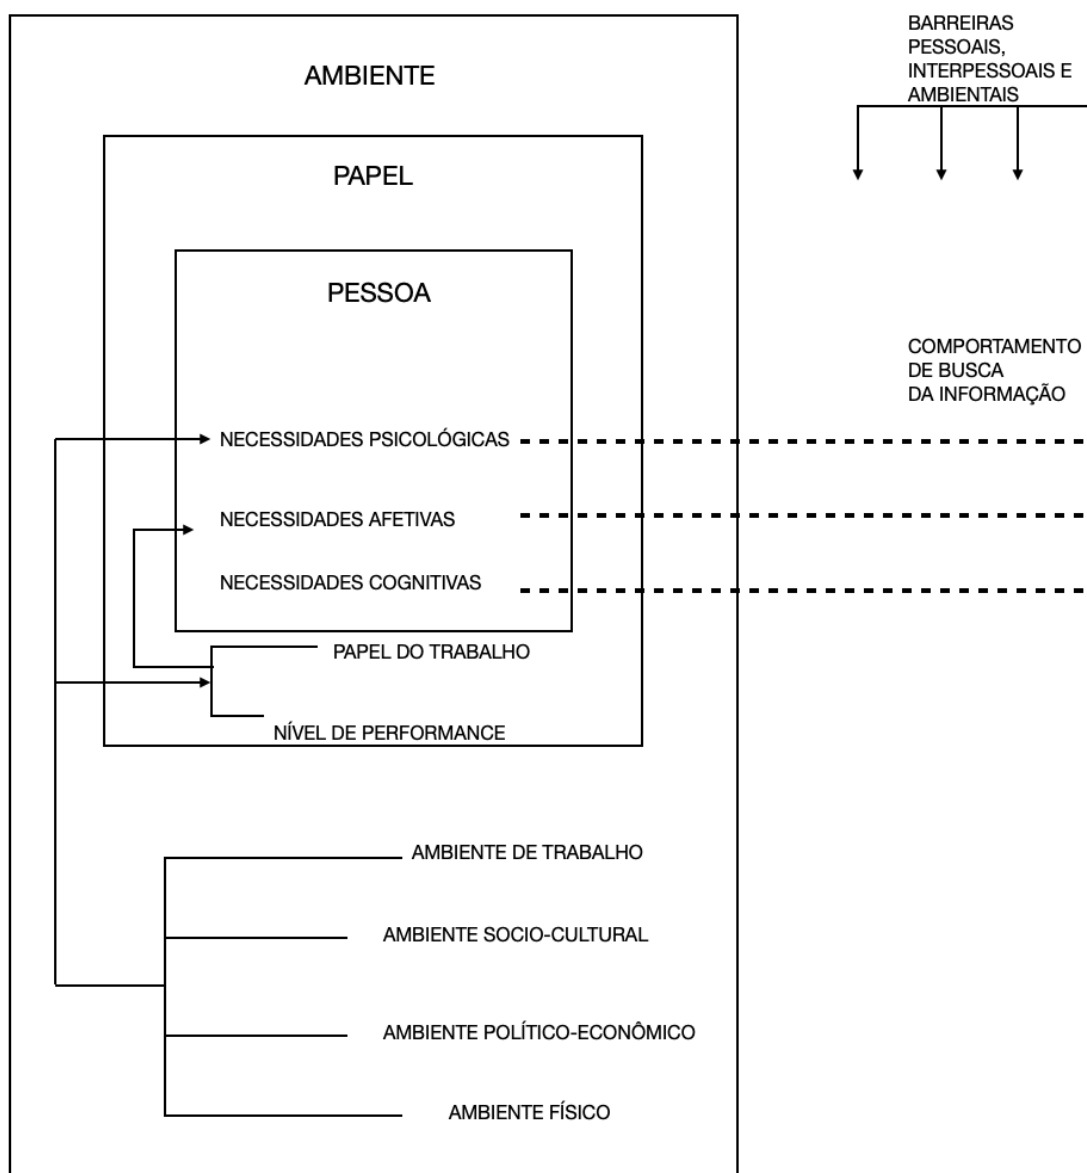 AMBIENTE
PAPEL
PESSOA
NECESSIDADES PSICOLÓGICAS
NECESSIDADES AFETIVAS
NECESSIDADES COGNITIVAS
PAPEL DO TRABALHO
NÍVEL DE PERFORMANCE
AMBIENTE DE TRABALHO
AMBIENTE SOCIO-CULTURAL
AMBIENTE POLÍTICO-ECONÔMICO
AMBIENTE FÍSICO
BARREIRAS
PESSOAIS,
INTERPESSOAIS E
AMBIENTAIS
COMPORTAMENTO
DE BUSCA
DA INFORMAÇÃO